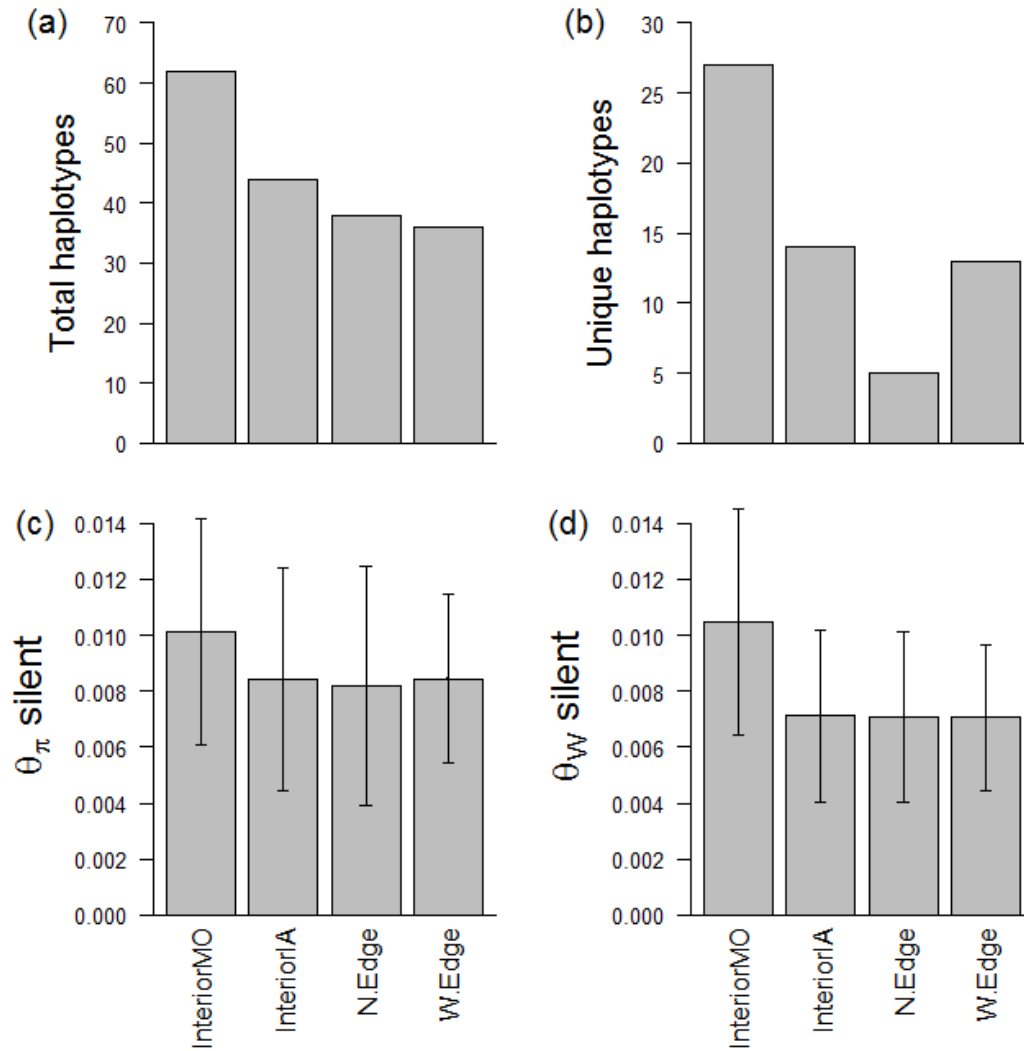 (a)
Total haplotypes
70
60
50
40
30
20
10
0
(b)
Unique haplotypes
30
25
20
15
10
5
0
(c)
θπ silent
0.014
0.012
0.010
0.008
0.006
0.004
0.002
0.000
InteriorMO
InteriorIA
N.Edge
W.Edge
(d)
θW silent
0.014
0.012
0.010
0.008
0.006
0.004
0.002
0.000
InteriorMO
InteriorIA
N.Edge
W.Edge